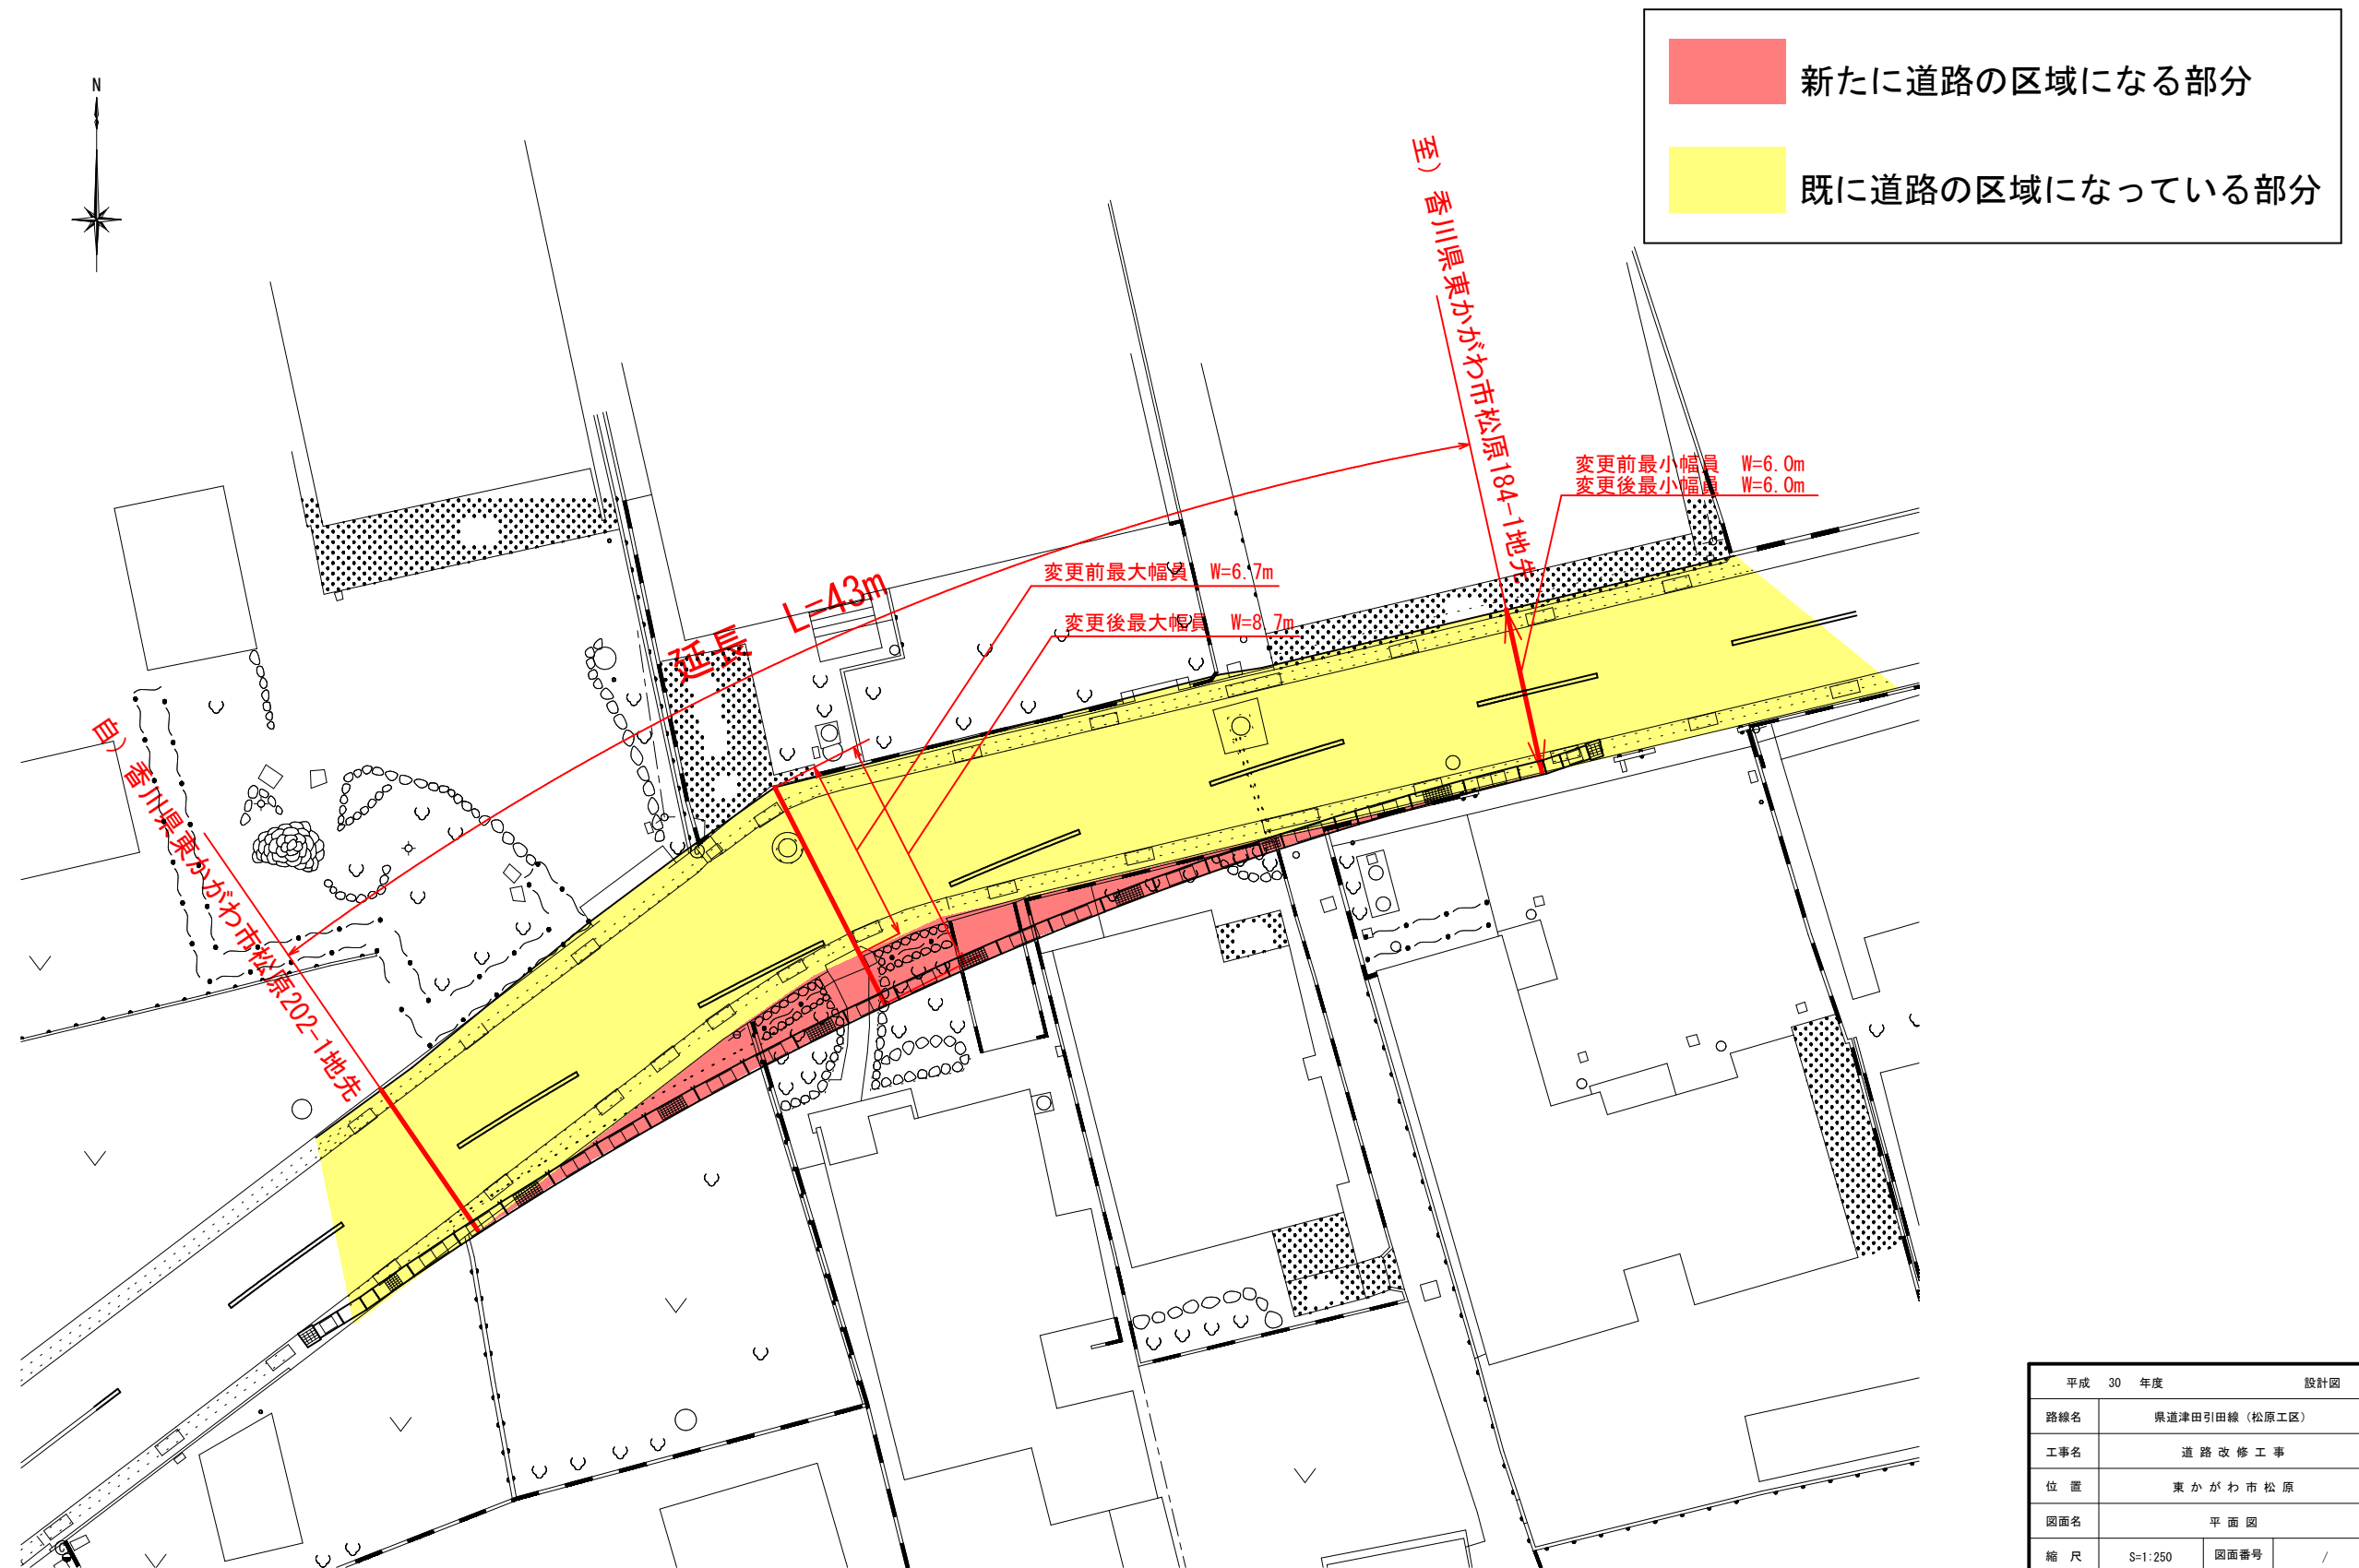 新たに道路の区域になる部分
既に道路の区域になっている部分
N
至) 香川県東かがわ市松原184-1地先
変更前最小幅員 W=6.0m
変更後最小幅員 W=6.0m
変更前最大幅員 W=6.7m
変更後最大幅員 W=8.7m
延長 L=43m
自) 香川県東かがわ市松原202-1地先
平成 30 年度 設計図
路線名 県道津田引田線（松原工区）
工事名 道路改修工事
位置 東かがわ市松原
図面名 平面図
縮尺 S=1:250 図面番号 /